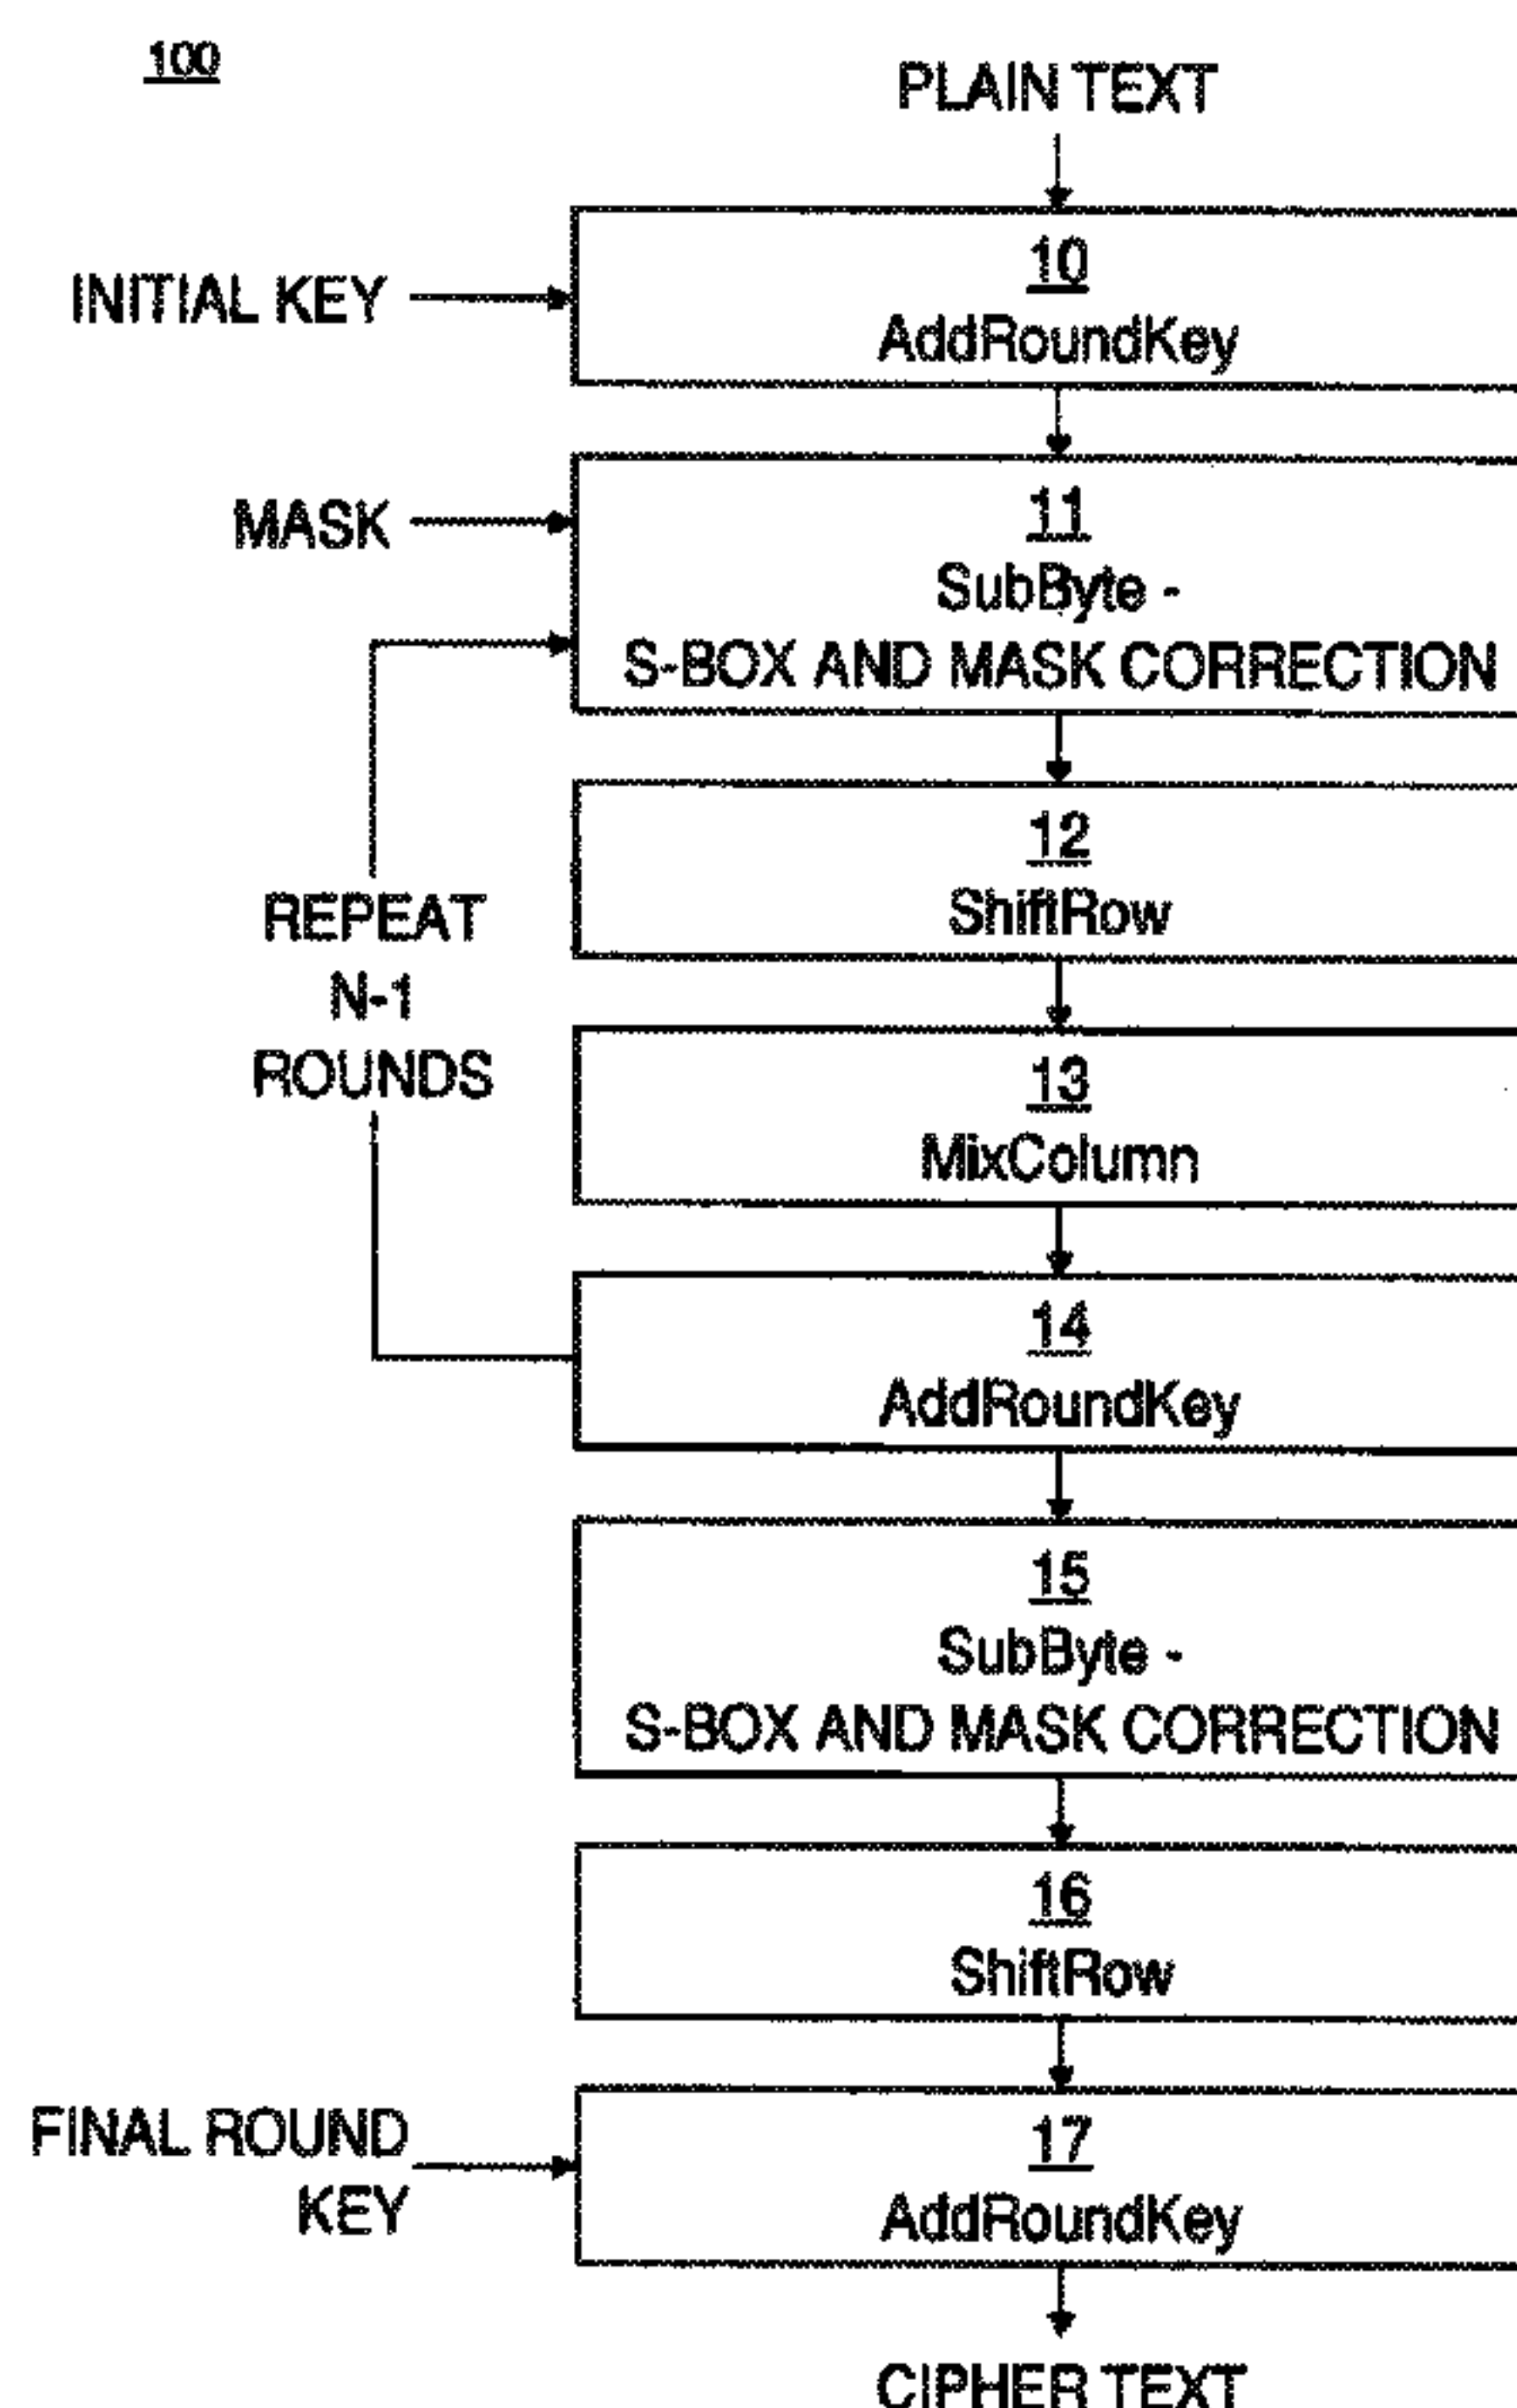 100
PLAIN TEXT
INITIAL KEY
10
AddRoundKey
MASK
11
SubByte -
S-BOX AND MASK CORRECTION
12
ShiftRow
REPEAT
N-1
ROUNDS
13
MixColumn
14
AddRoundKey
15
SubByte -
S-BOX AND MASK CORRECTION
16
ShiftRow
FINAL ROUND
KEY
17
AddRoundKey
CIPHER TEXT